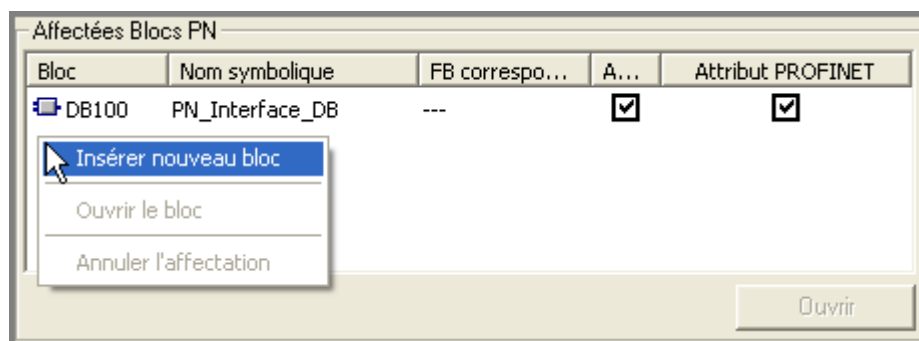 Affectées Blocs PN
Bloc Nom symbolique FB correspo... A... Attribut PROFINET
DB100 PN_Interface_DB ---
Insérer nouveau bloc
Ouvrir le bloc
Annuler l'affectation
Ouvrir